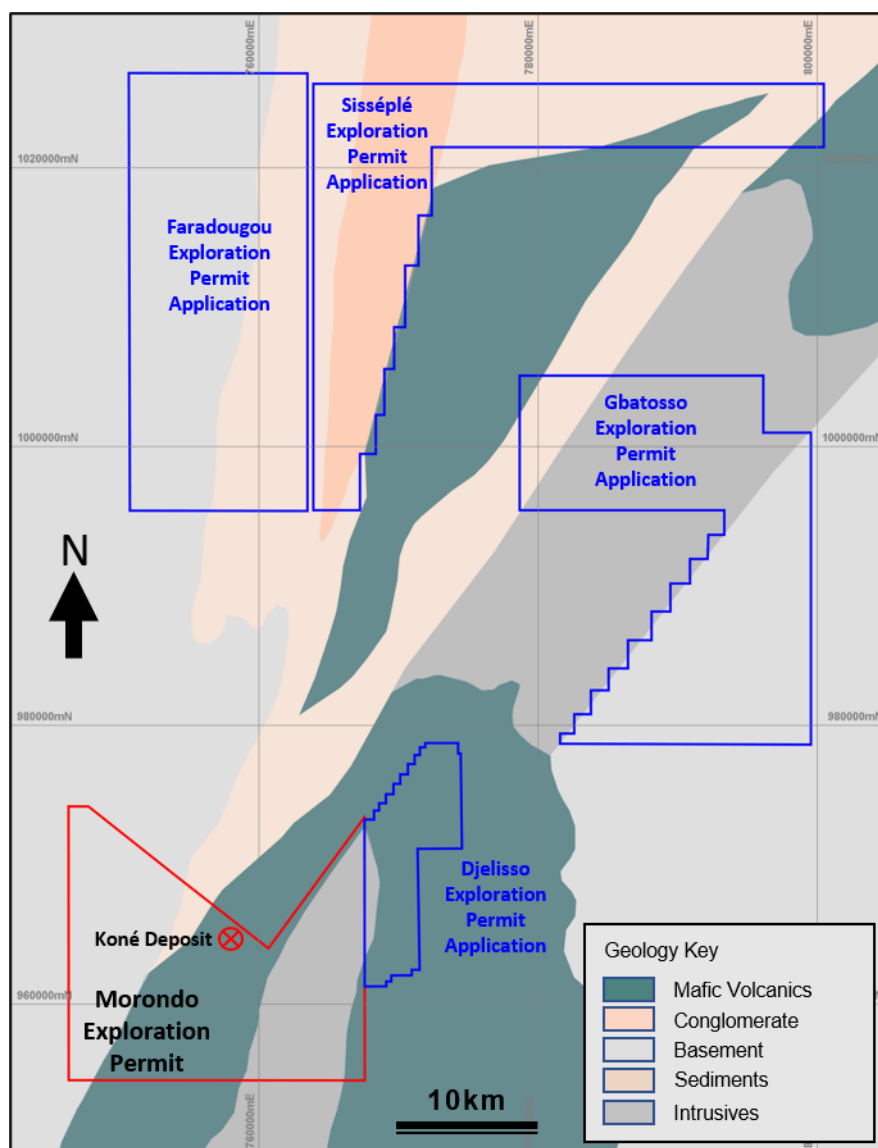 760000mE
780000mE
800000mE
Sisséplé
Exploration
Permit
Application
1020000mN
Faradougou
Exploration
Permit
Application
Gbatosso
Exploration
Permit
Application
1000000mN
1000000mN
N
980000mN
980000mN
Djelisso
Exploration
Permit
Application
Koné Deposit
Morondo
Exploration
Permit
960000mN
760000mE
10km
Geology Key
Mafic Volcanics
Conglomerate
Basement
Sediments
Intrusives